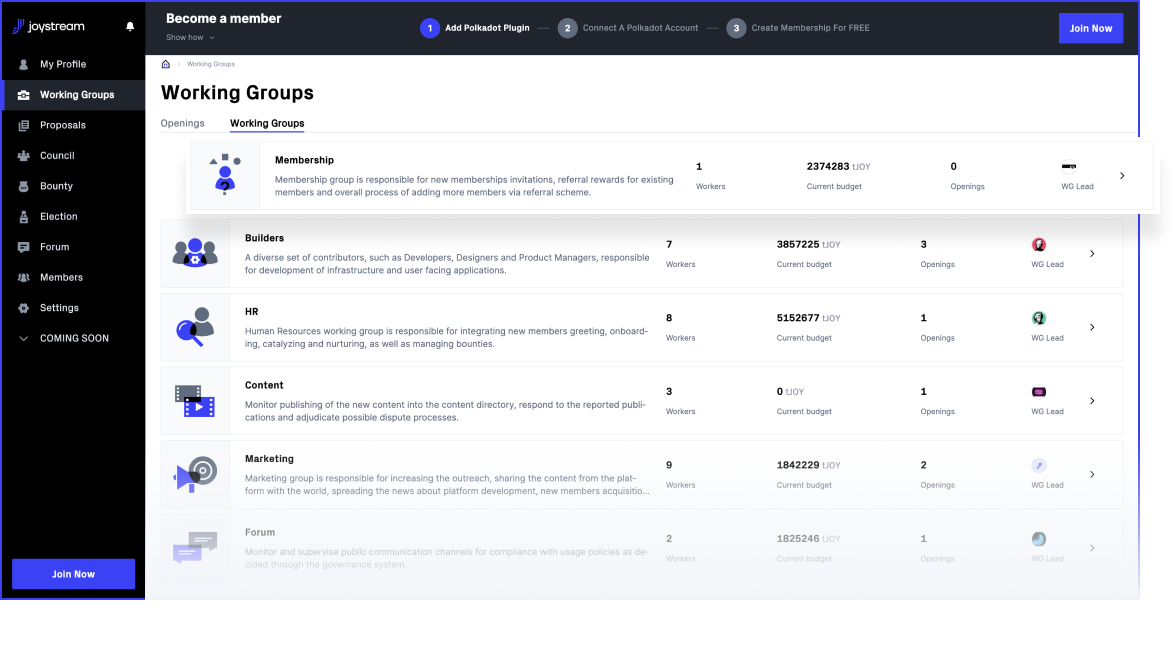 joystream
Become a member
Show how
1 Add Polkadot Plugin
2 Connect A Polkadot Account
3 Create Membership For FREE
Join Now
My Profile
Working Groups
Proposals
Council
Bounty
Election
Forum
Members
Settings
COMING SOON
Join Now
Working Groups
Working Groups
Openings
Working Groups
Membership
Membership group is responsible for new memberships invitations, referral rewards for existing
members and overall process of adding more members via referral scheme.
1
Workers
2374283 tJOY
Current budget
0
Openings
WG Lead
Builders
A diverse set of contributors, such as Developers, Designers and Product Managers, responsible
for development of infrastructure and user facing applications.
7
Workers
3857225 tJOY
Current budget
3
Openings
WG Lead
HR
Human Resources working group is responsible for integrating new members greeting, onboard-
ing, catalyzing and nurturing, as well as managing bounties.
8
Workers
5152677 tJOY
Current budget
1
Openings
WG Lead
Content
Monitor publishing of the new content into the content directory, respond to the reported publi-
cations and adjudicate possible dispute processes.
3
Workers
0 tJOY
Current budget
1
Openings
WG Lead
Marketing
Marketing group is responsible for increasing the outreach, sharing the content from the plat-
form with the world, spreading the news about platform development, new members acquisitio...
9
Workers
1842229 tJOY
Current budget
2
Openings
WG Lead
Forum
Monitor and supervise public communication channels for compliance with usage policies as de-
cided through the governance system.
2
Workers
1825246 tJOY
Current budget
1
Openings
WG Lead